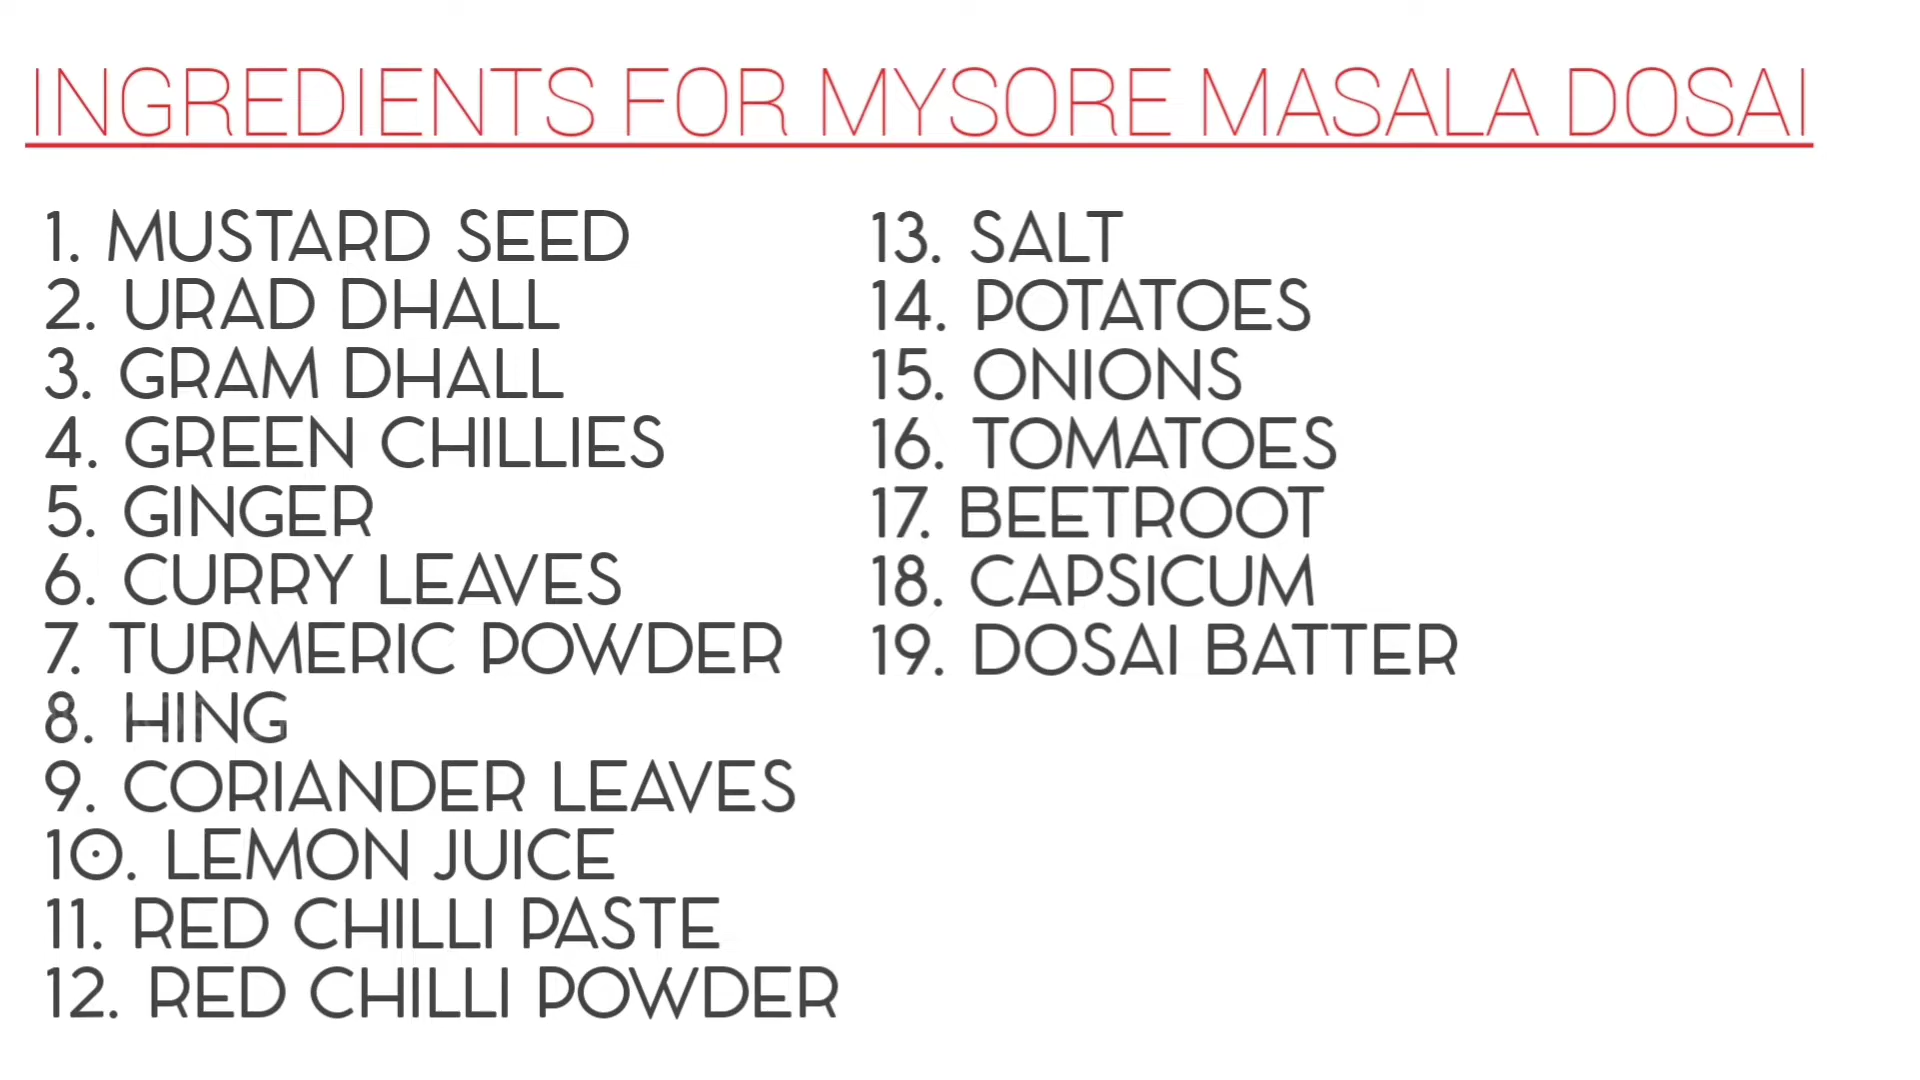 INGREDIENTS FOR MYSORE MASALA DOSAI
1. MUSTARD SEED
2. URAD DHALL
3. GRAM DHALL
4. GREEN CHILLIES
5. GINGER
6. CURRY LEAVES
7. TURMERIC POWDER
8. HING
9. CORIANDER LEAVES
10. LEMON JUICE
11. RED CHILLI PASTE
12. RED CHILLI POWDER
13. SALT
14. POTATOES
15. ONIONS
16. TOMATOES
17. BEETROOT
18. CAPSICUM
19. DOSAI BATTER